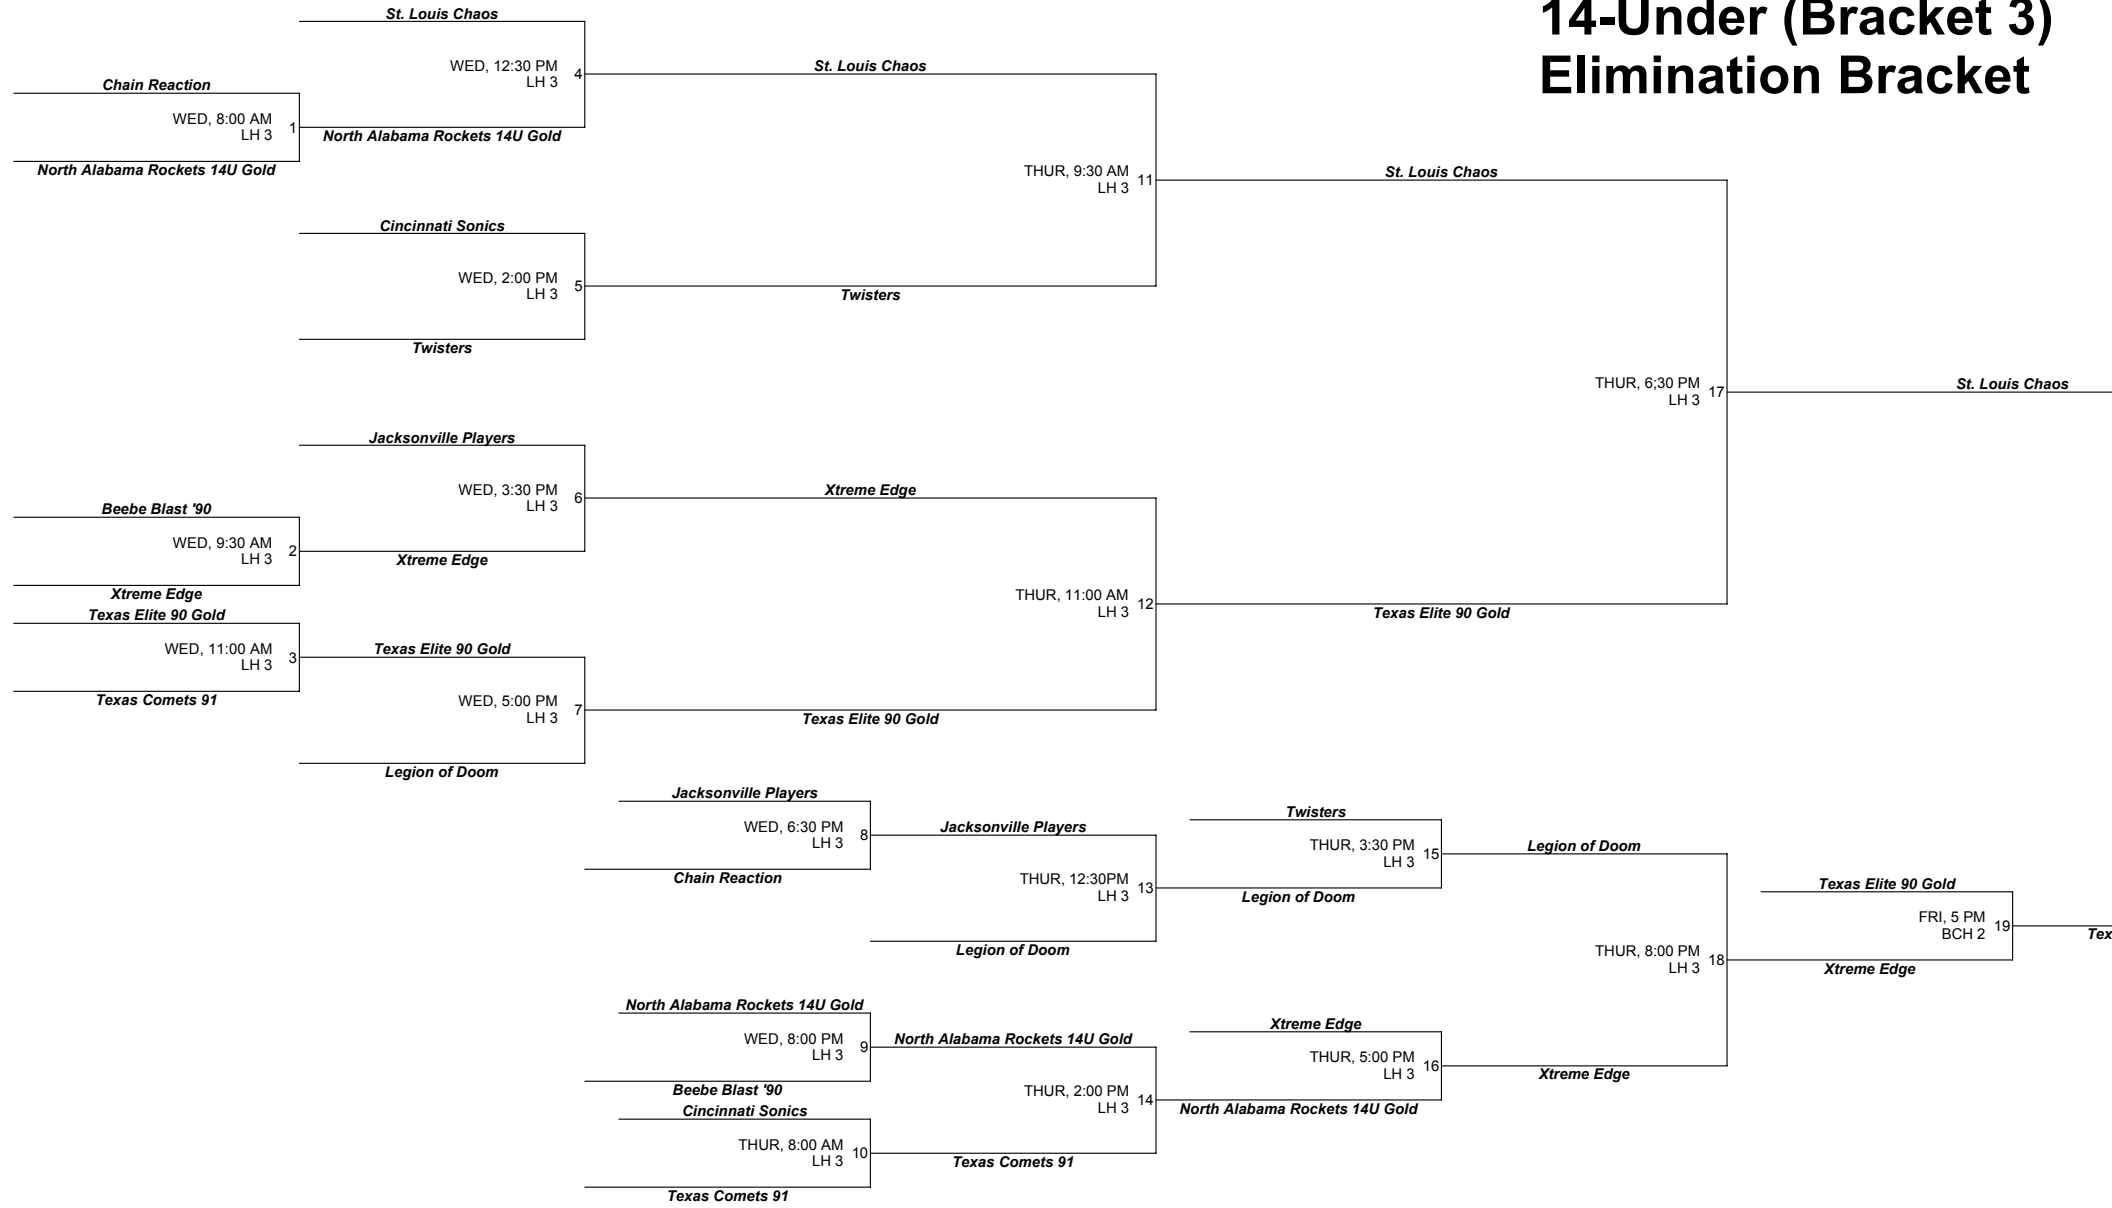 14-Under (Bracket 3)
Elimination Bracket
St. Louis Chaos
WED, 12:30 PM
LH 3
4
St. Louis Chaos
Chain Reaction
WED, 8:00 AM
LH 3
1
North Alabama Rockets 14U Gold
North Alabama Rockets 14U Gold
THUR, 9:30 AM
LH 3
11
St. Louis Chaos
Cincinnati Sonics
WED, 2:00 PM
LH 3
5
Twisters
Twisters
THUR, 6;30 PM
LH 3
17
St. Louis Chaos
Jacksonville Players
WED, 3:30 PM
LH 3
6
Xtreme Edge
Beebe Blast '90
WED, 9:30 AM
LH 3
2
Xtreme Edge
Xtreme Edge
Texas Elite 90 Gold
THUR, 11:00 AM
LH 3
12
Texas Elite 90 Gold
WED, 11:00 AM
LH 3
3
Texas Elite 90 Gold
Texas Comets 91
WED, 5:00 PM
LH 3
7
Texas Elite 90 Gold
Legion of Doom
Jacksonville Players
WED, 6:30 PM
LH 3
8
Jacksonville Players
Chain Reaction
THUR, 12:30PM
LH 3
13
Legion of Doom
Legion of Doom
Twisters
THUR, 3:30 PM
LH 3
15
Legion of Doom
Texas Elite 90 Gold
FRI, 5 PM
BCH 2
19
Tex
THUR, 8:00 PM
LH 3
18
Xtreme Edge
North Alabama Rockets 14U Gold
WED, 8:00 PM
LH 3
9
North Alabama Rockets 14U Gold
Beebe Blast '90
Xtreme Edge
THUR, 5:00 PM
LH 3
16
Xtreme Edge
THUR, 2:00 PM
LH 3
14
North Alabama Rockets 14U Gold
Cincinnati Sonics
THUR, 8:00 AM
LH 3
10
Texas Comets 91
Texas Comets 91